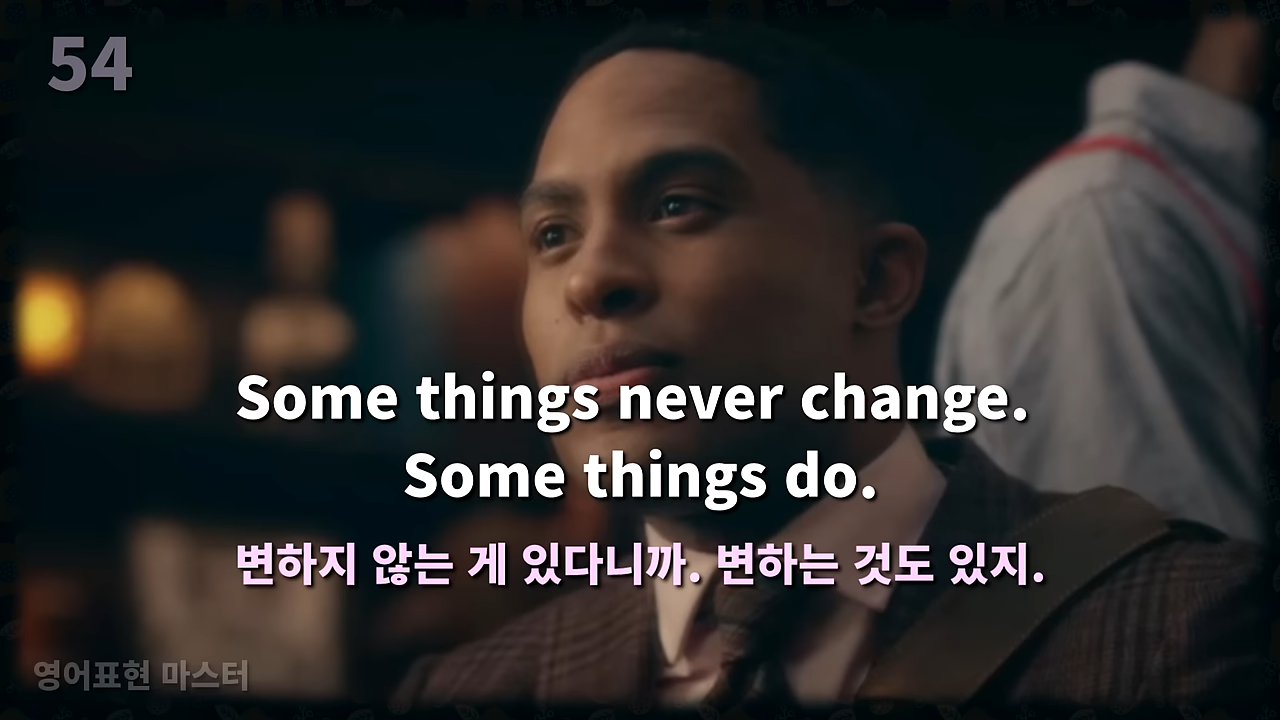 54
Some things never change.
Some things do.
변하지 않는 게 있다니까. 변하는 것도 있지.
영어표현 마스터